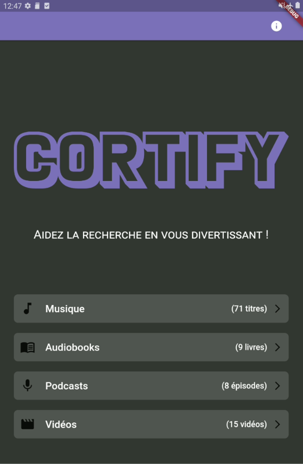 12:47
CORTIFY
Aidez la recherche en vous divertissant !
Musique (71 titres)
Audiobooks (9 livres)
Podcasts (8 épisodes)
Vidéos (15 vidéos)